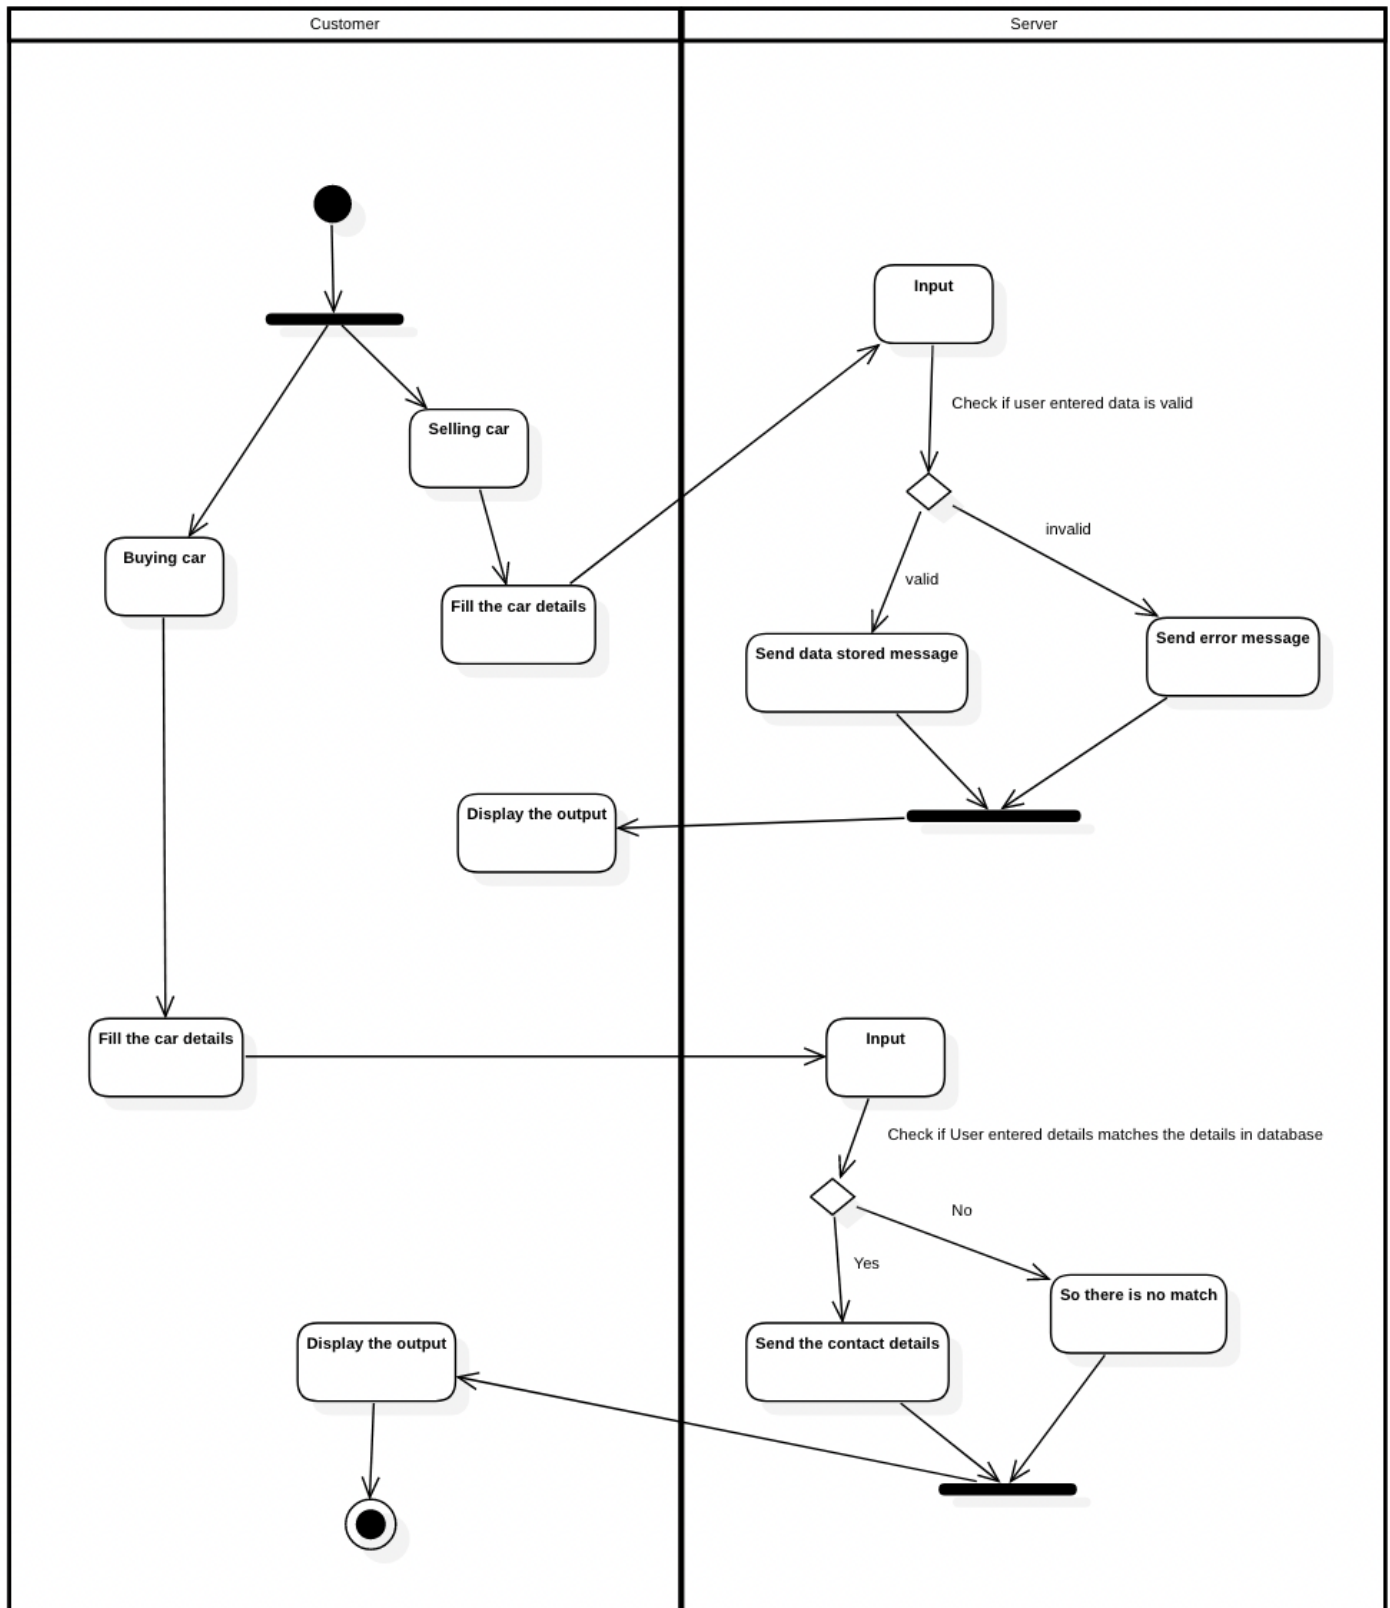 Customer
Server
Input
Check if user entered data is valid
Selling car
invalid
Buying car
valid
Fill the car details
Send error message
Send data stored message
Display the output
Fill the car details
Input
Check if User entered details matches the details in database
No
Yes
So there is no match
Display the output
Send the contact details